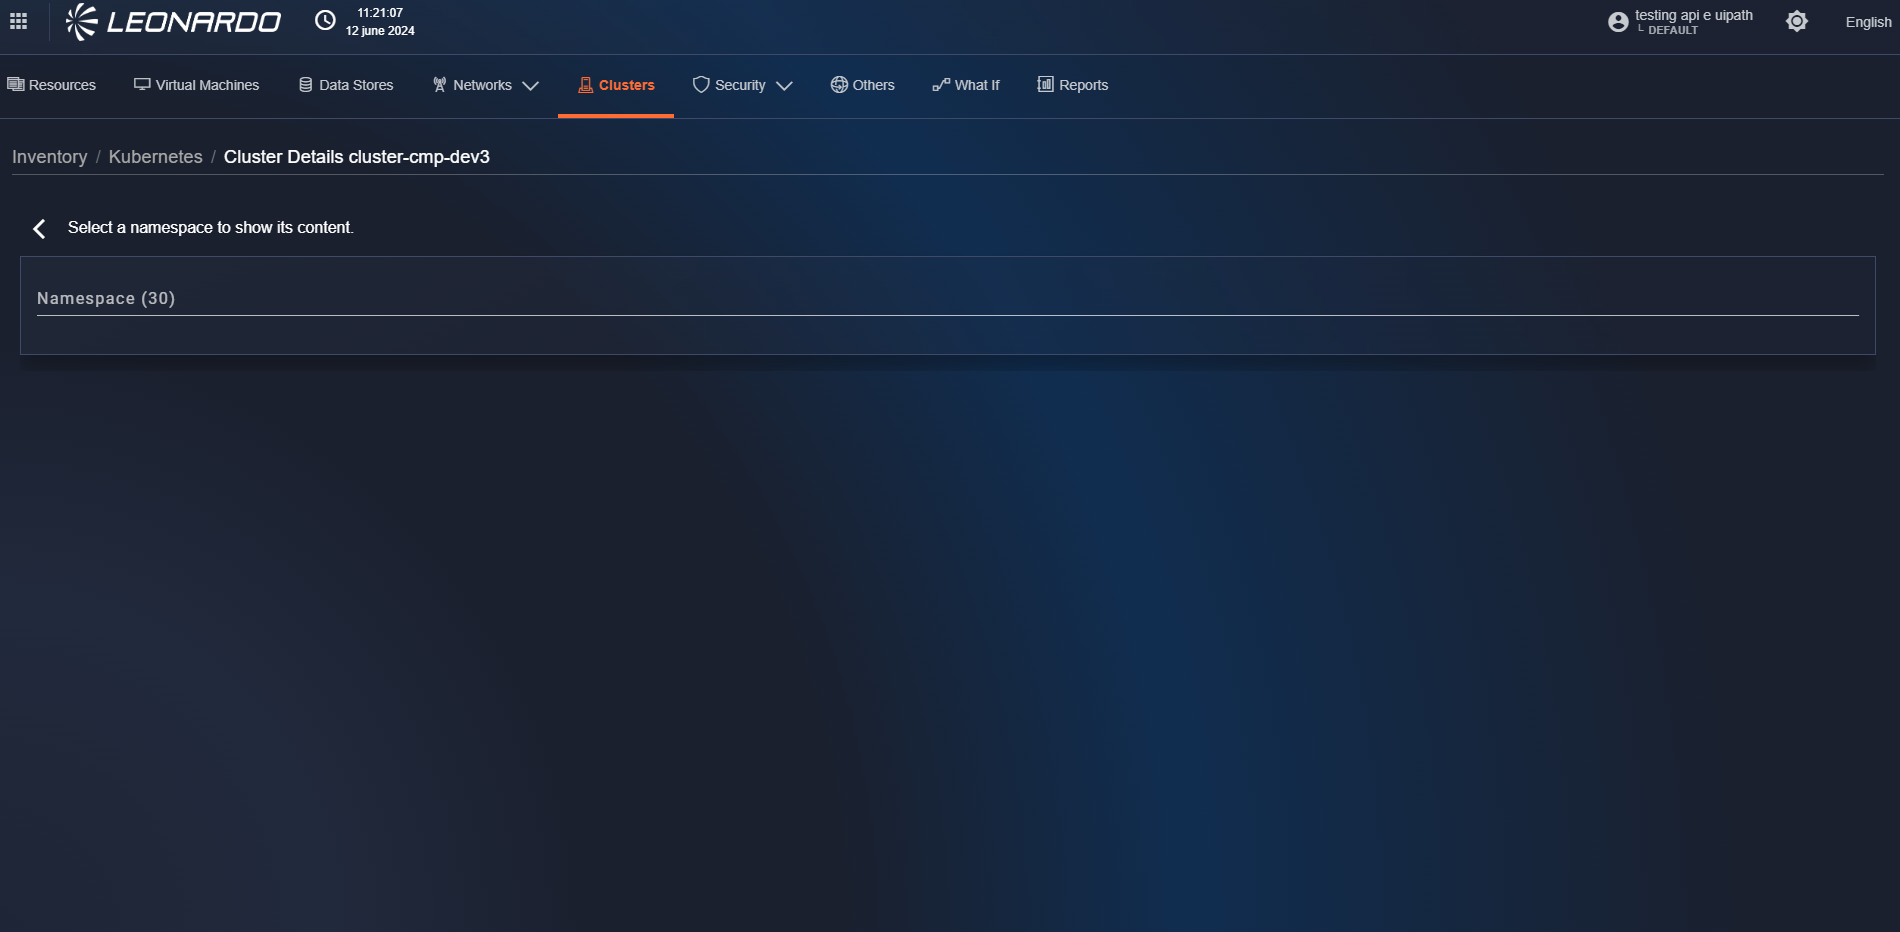 LEONARDO
11:21:07
12 june 2024
testing api e uipath
└ DEFAULT
English
Resources
Virtual Machines
Data Stores
Networks
Clusters
Security
Others
What If
Reports
Inventory / Kubernetes / Cluster Details cluster-cmp-dev3
Select a namespace to show its content.
Namespace (30)